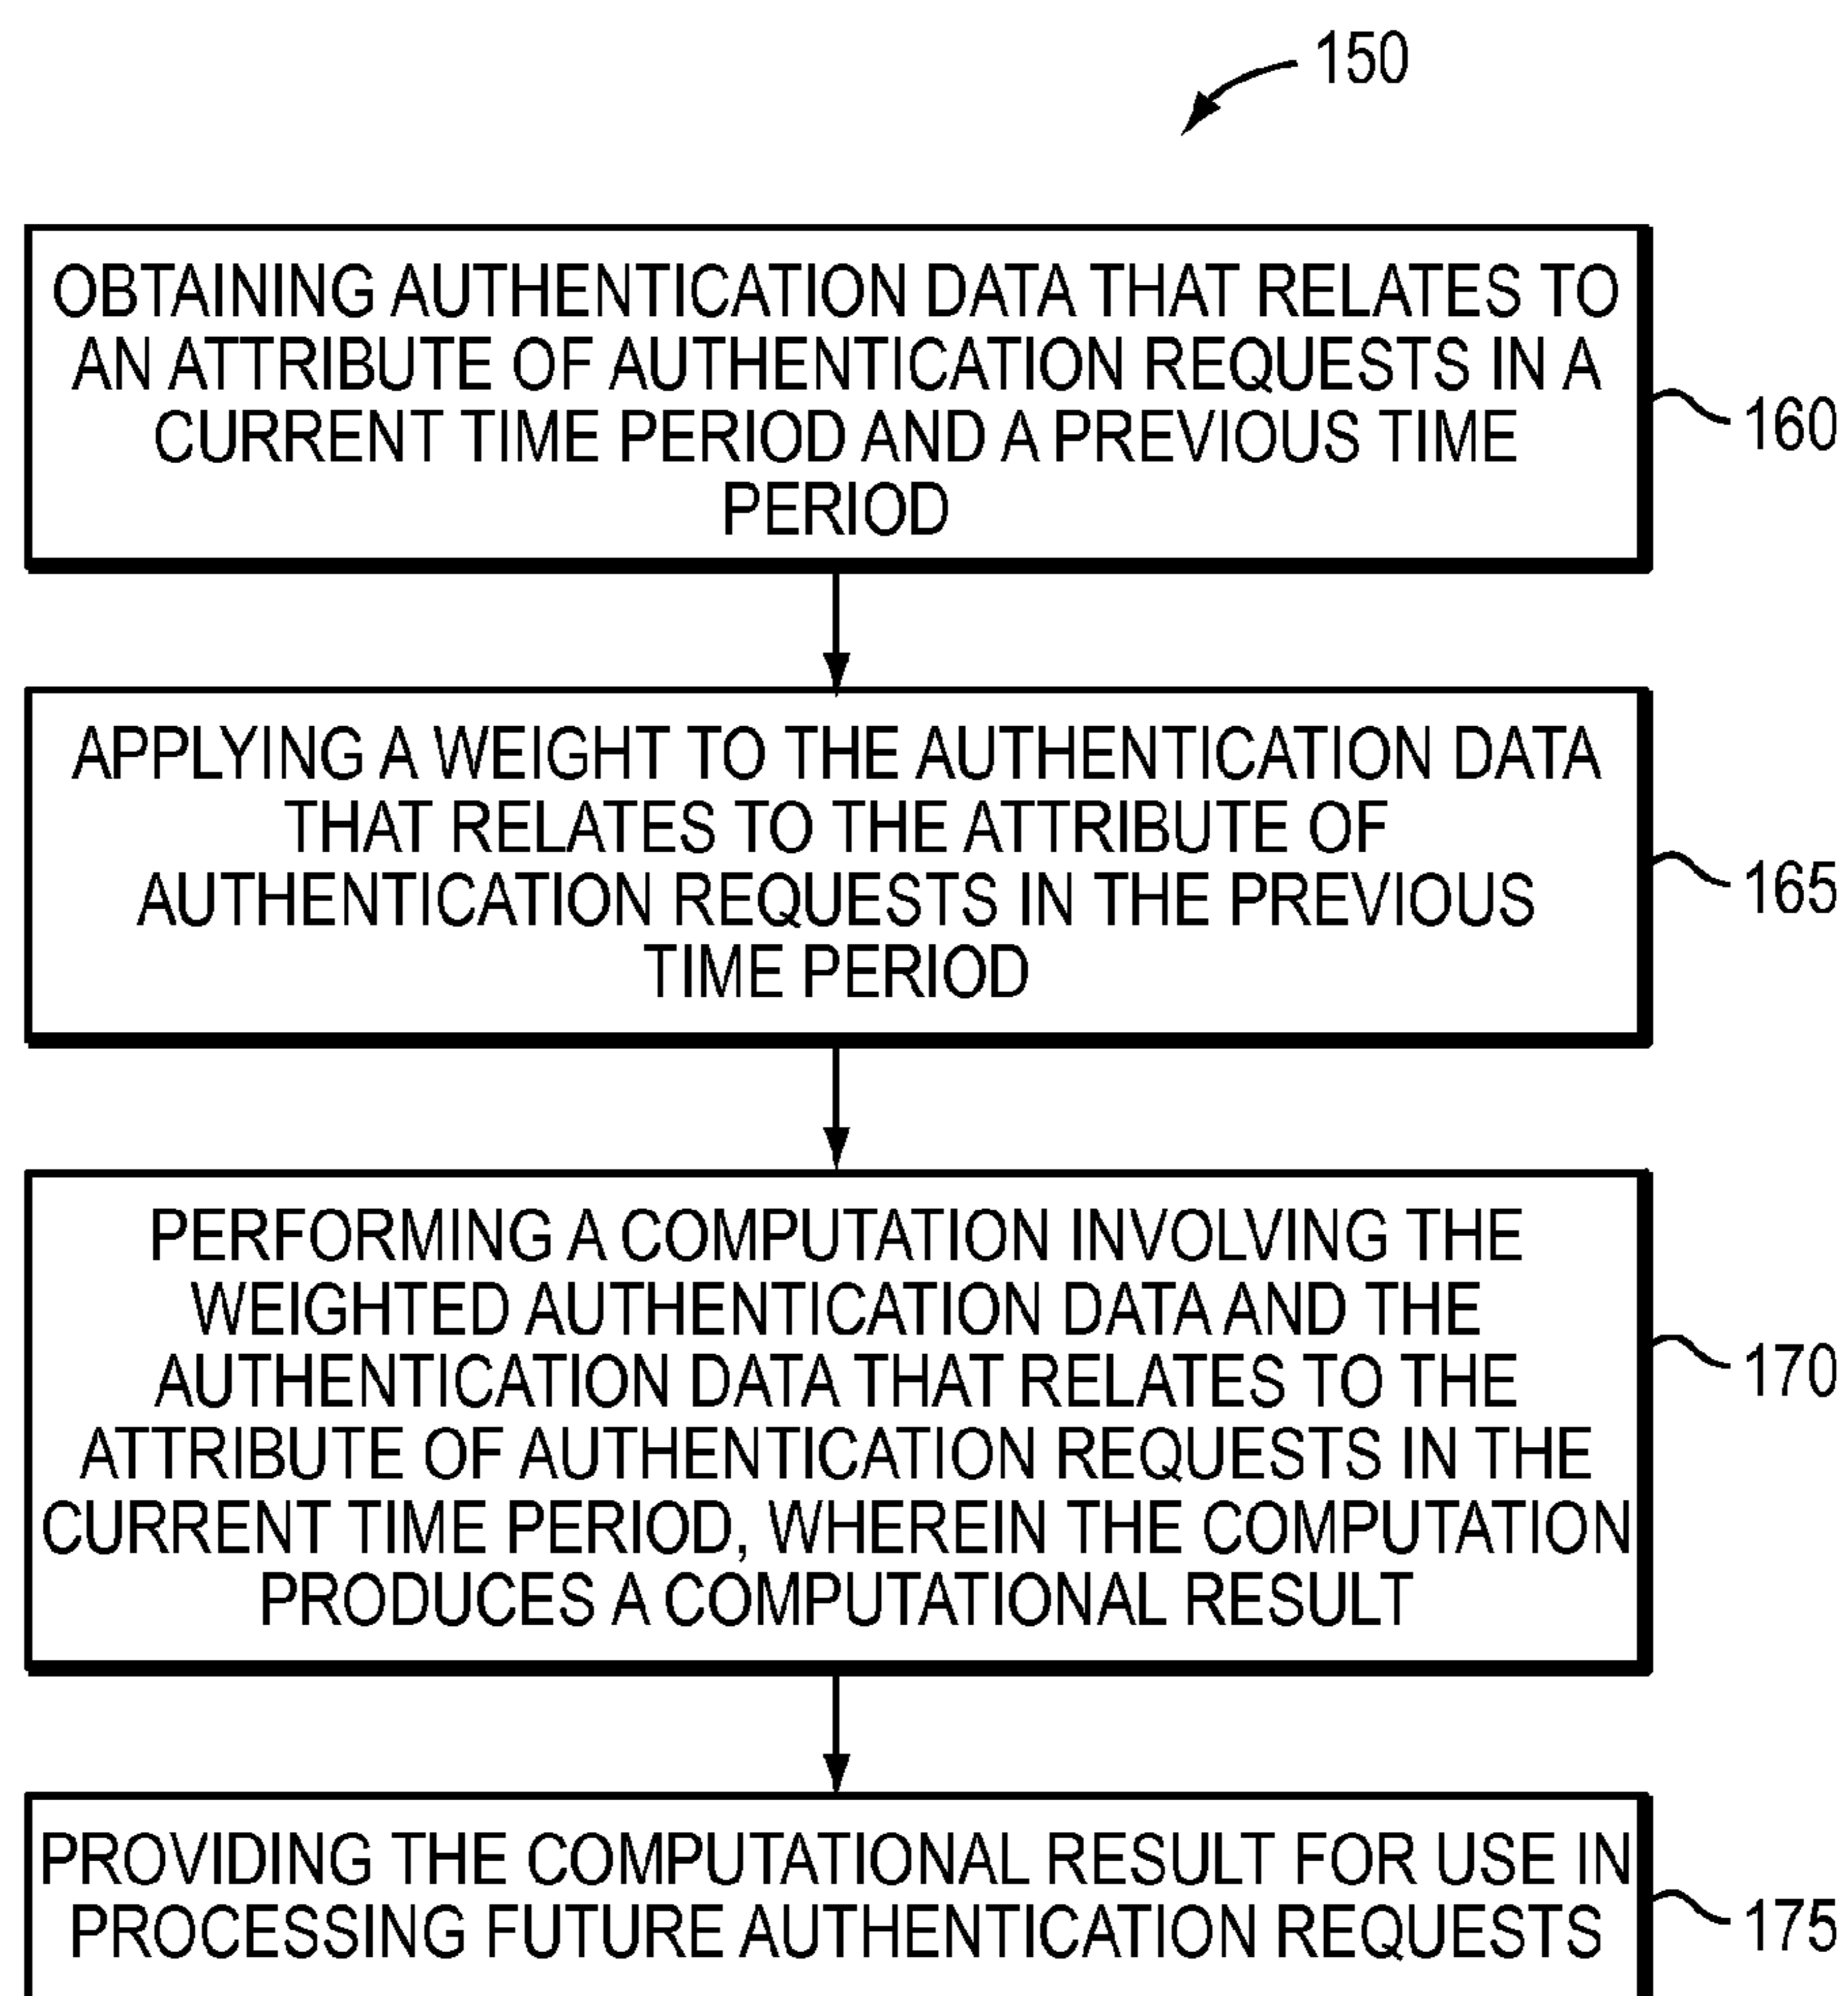 150
OBTAINING AUTHENTICATION DATA THAT RELATES TO
AN ATTRIBUTE OF AUTHENTICATION REQUESTS IN A
CURRENT TIME PERIOD AND A PREVIOUS TIME
PERIOD
160
APPLYING A WEIGHT TO THE AUTHENTICATION DATA
THAT RELATES TO THE ATTRIBUTE OF
AUTHENTICATION REQUESTS IN THE PREVIOUS
TIME PERIOD
165
PERFORMING A COMPUTATION INVOLVING THE
WEIGHTED AUTHENTICATION DATA AND THE
AUTHENTICATION DATA THAT RELATES TO THE
ATTRIBUTE OF AUTHENTICATION REQUESTS IN THE
CURRENT TIME PERIOD, WHEREIN THE COMPUTATION
PRODUCES A COMPUTATIONAL RESULT
170
PROVIDING THE COMPUTATIONAL RESULT FOR USE IN
PROCESSING FUTURE AUTHENTICATION REQUESTS
175